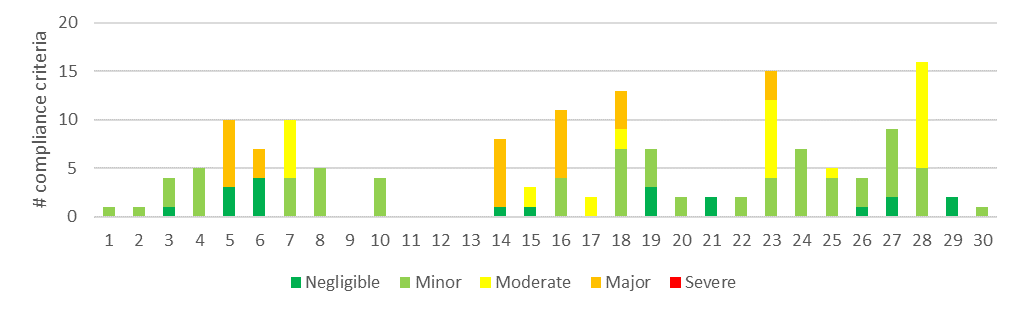 # compliance criteria
20
15
10
5
0
1 2 3 4 5 6 7 8 9 10 11 12 13 14 15 16 17 18 19 20 21 22 23 24 25 26 27 28 29 30
Negligible Minor Moderate Major Severe